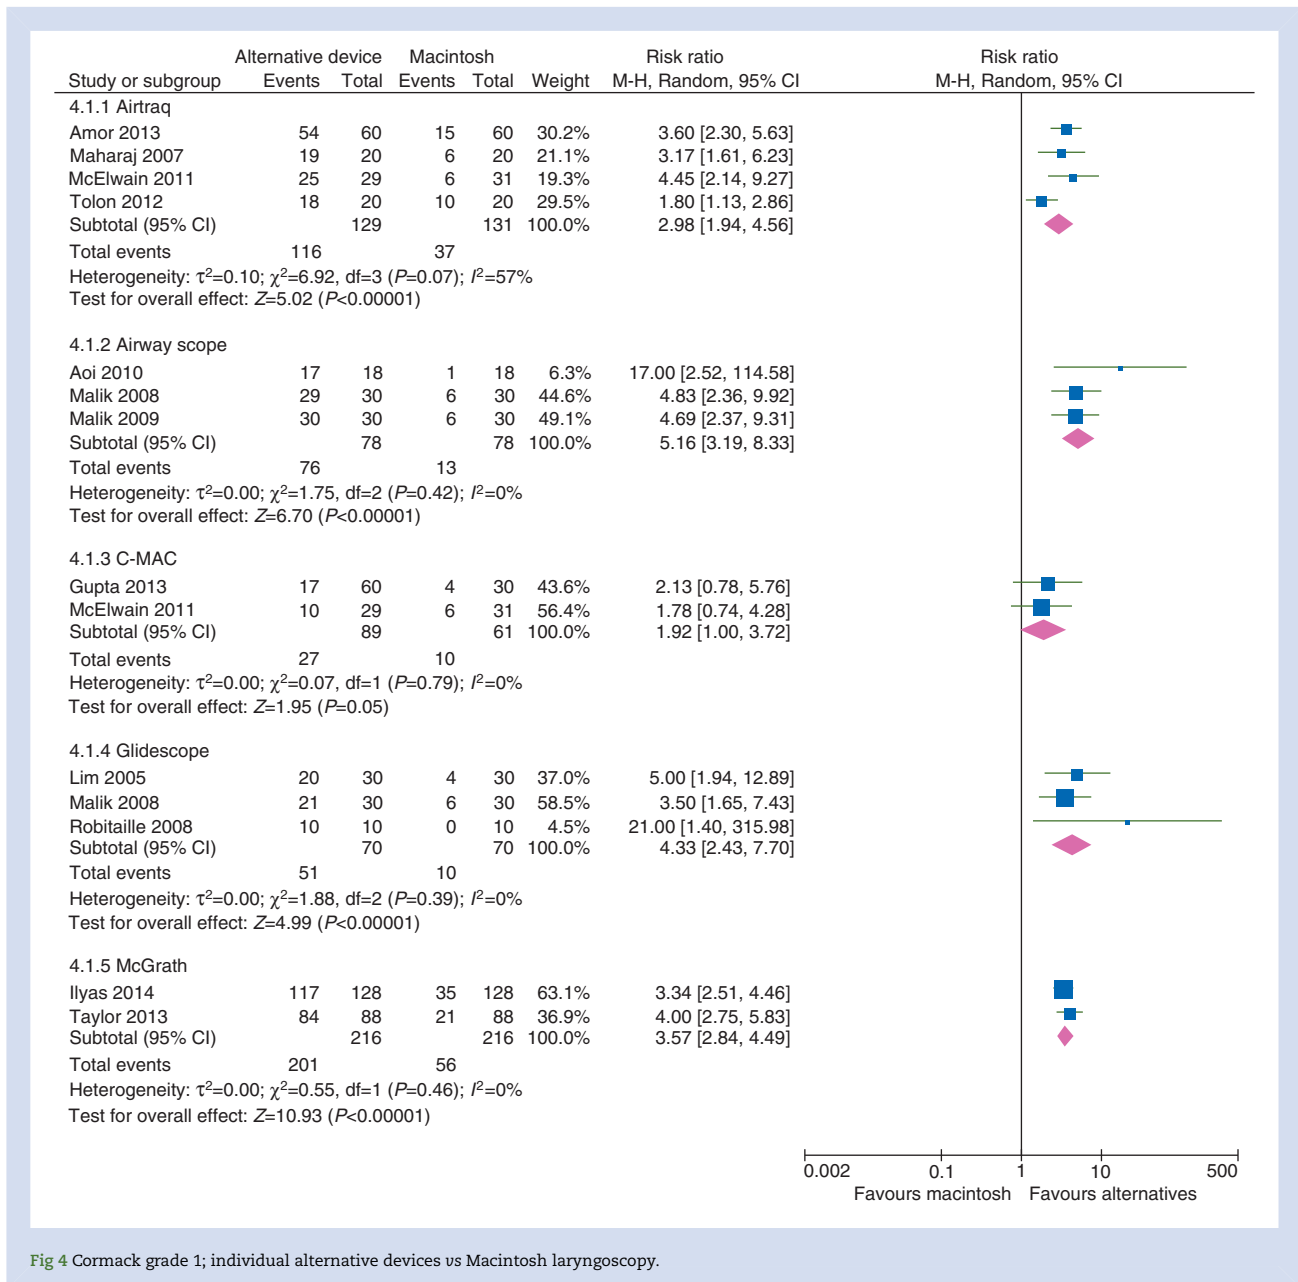 Alternative device Macintosh Risk ratio Risk ratio
Study or subgroup Events Total Events Total Weight M-H, Random, 95% CI M-H, Random, 95% CI
4.1.1 Airtraq
Amor 2013 54 60 15 60 30.2% 3.60 [2.30, 5.63]
Maharaj 2007 19 20 6 20 21.1% 3.17 [1.61, 6.23]
McElwain 2011 25 29 6 31 19.3% 4.45 [2.14, 9.27]
Tolon 2012 18 20 10 20 29.5% 1.80 [1.13, 2.86]
Subtotal (95% CI) 129 131 100.0% 2.98 [1.94, 4.56]
Total events 116 37
Heterogeneity: τ²=0.10; χ²=6.92, df=3 (P=0.07); I²=57%
Test for overall effect: Z=5.02 (P<0.00001)
4.1.2 Airway scope
Aoi 2010 17 18 1 18 6.3% 17.00 [2.52, 114.58]
Malik 2008 29 30 6 30 44.6% 4.83 [2.36, 9.92]
Malik 2009 30 30 6 30 49.1% 4.69 [2.37, 9.31]
Subtotal (95% CI) 78 78 100.0% 5.16 [3.19, 8.33]
Total events 76 13
Heterogeneity: τ²=0.00; χ²=1.75, df=2 (P=0.42); I²=0%
Test for overall effect: Z=6.70 (P<0.00001)
4.1.3 C-MAC
Gupta 2013 17 60 4 30 43.6% 2.13 [0.78, 5.76]
McElwain 2011 10 29 6 31 56.4% 1.78 [0.74, 4.28]
Subtotal (95% CI) 89 61 100.0% 1.92 [1.00, 3.72]
Total events 27 10
Heterogeneity: τ²=0.00; χ²=0.07, df=1 (P=0.79); I²=0%
Test for overall effect: Z=1.95 (P=0.05)
4.1.4 Glidescope
Lim 2005 20 30 4 30 37.0% 5.00 [1.94, 12.89]
Malik 2008 21 30 6 30 58.5% 3.50 [1.65, 7.43]
Robitaille 2008 10 10 0 10 4.5% 21.00 [1.40, 315.98]
Subtotal (95% CI) 70 70 100.0% 4.33 [2.43, 7.70]
Total events 51 10
Heterogeneity: τ²=0.00; χ²=1.88, df=2 (P=0.39); I²=0%
Test for overall effect: Z=4.99 (P<0.00001)
4.1.5 McGrath
Ilyas 2014 117 128 35 128 63.1% 3.34 [2.51, 4.46]
Taylor 2013 84 88 21 88 36.9% 4.00 [2.75, 5.83]
Subtotal (95% CI) 216 216 100.0% 3.57 [2.84, 4.49]
Total events 201 56
Heterogeneity: τ²=0.00; χ²=0.55, df=1 (P=0.46); I²=0%
Test for overall effect: Z=10.93 (P<0.00001)
0.002 0.1 1 10 500
Favours macintosh Favours alternatives
Fig 4 Cormack grade 1; individual alternative devices vs Macintosh laryngoscopy.